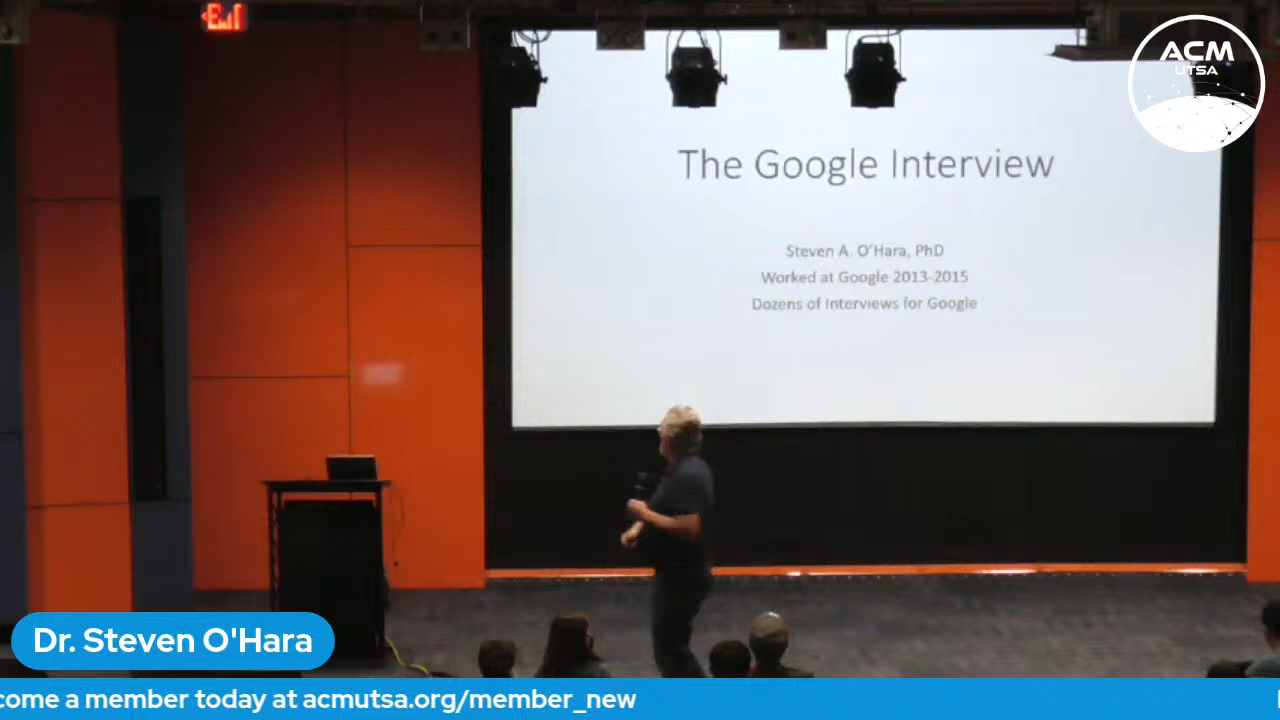 EXIT
ACM
UTSA
The Google Interview
Steven A. O'Hara, PhD
Worked at Google 2013-2015
Dozens of Interviews for Google
Dr. Steven O'Hara
come a member today at acmutsa.org/member_new